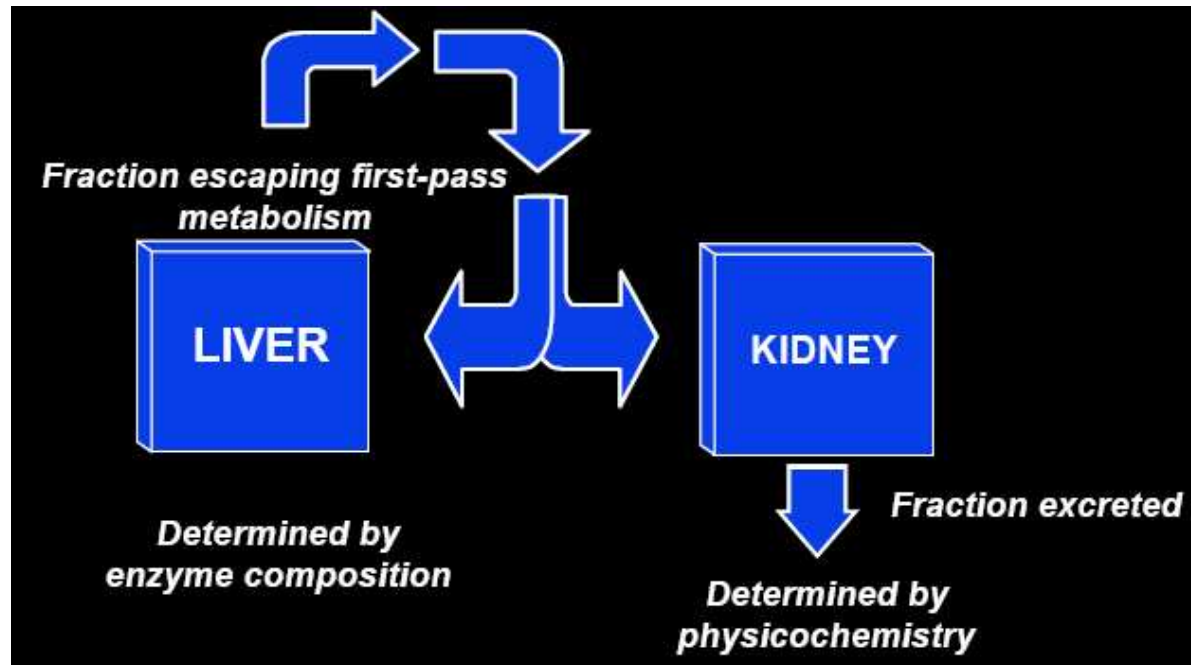 Fraction escaping first-pass
metabolism
LIVER
KIDNEY
Fraction excreted
Determined by
enzyme composition
Determined by
physicochemistry